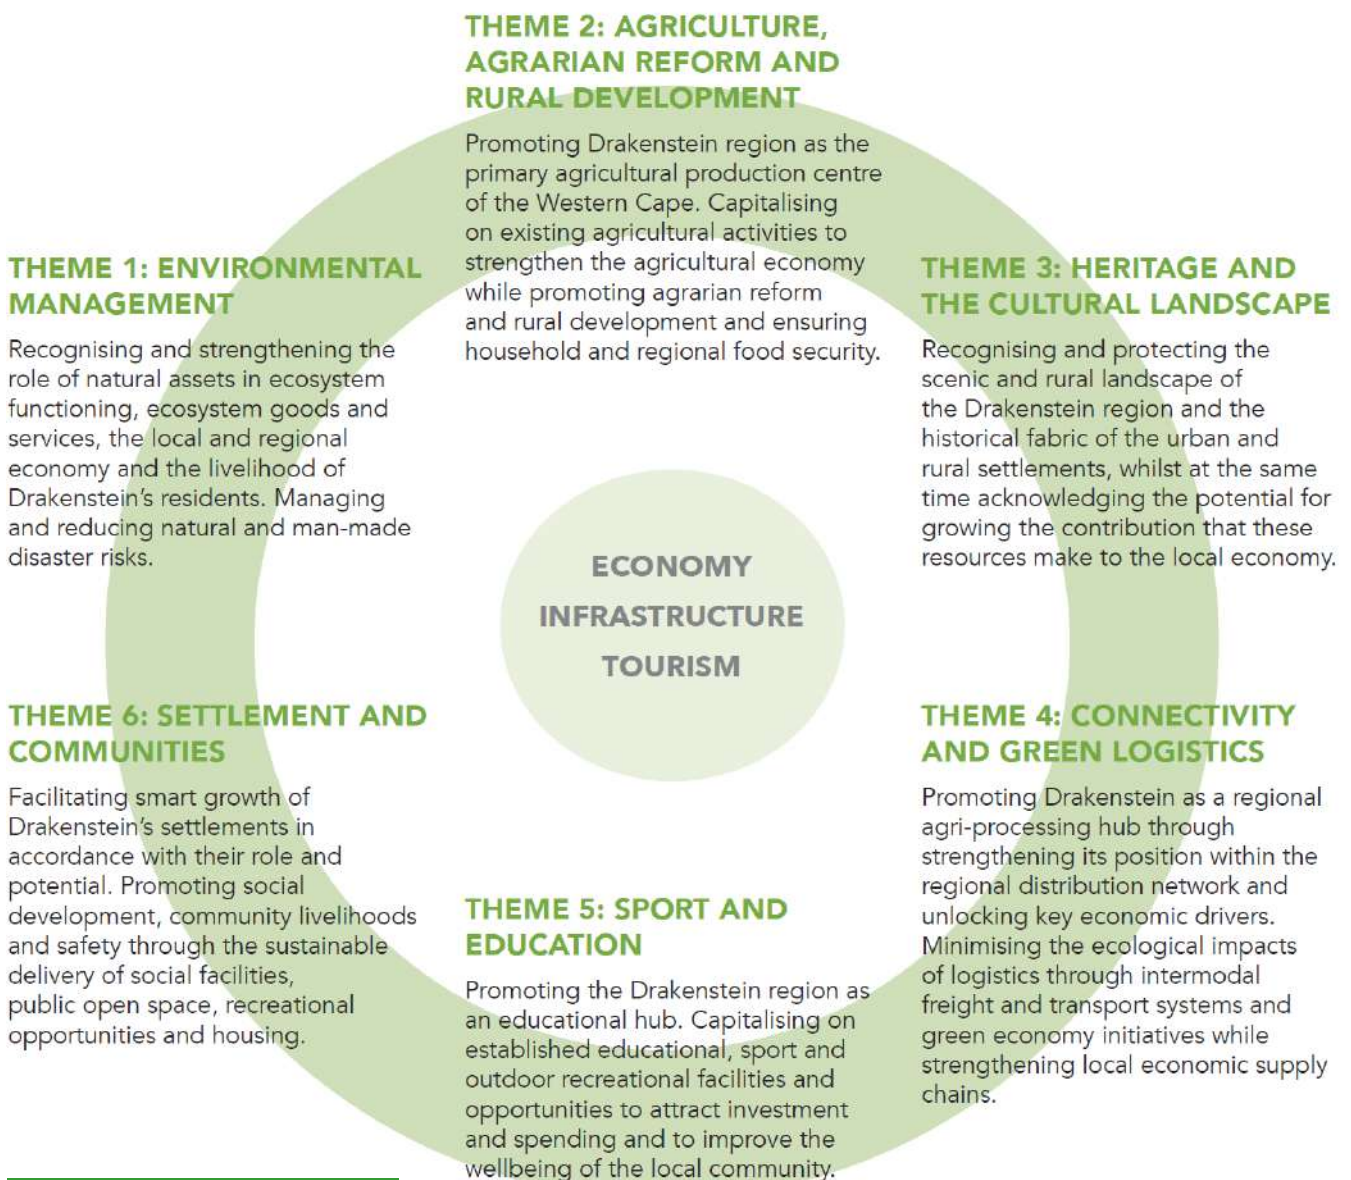 THEME 2: AGRICULTURE,
AGRARIAN REFORM AND
RURAL DEVELOPMENT
Promoting Drakenstein region as the
primary agricultural production centre
of the Western Cape. Capitalising
on existing agricultural activities to
strengthen the agricultural economy
while promoting agrarian reform
and rural development and ensuring
household and regional food security.
THEME 1: ENVIRONMENTAL
MANAGEMENT
Recognising and strengthening the
role of natural assets in ecosystem
functioning, ecosystem goods and
services, the local and regional
economy and the livelihood of
Drakenstein's residents. Managing
and reducing natural and man-made
disaster risks.
THEME 3: HERITAGE AND
THE CULTURAL LANDSCAPE
Recognising and protecting the
scenic and rural landscape of
the Drakenstein region and the
historical fabric of the urban and
rural settlements, whilst at the same
time acknowledging the potential for
growing the contribution that these
resources make to the local economy.
ECONOMY
INFRASTRUCTURE
TOURISM
THEME 6: SETTLEMENT AND
COMMUNITIES
Facilitating smart growth of
Drakenstein's settlements in
accordance with their role and
potential. Promoting social
development, community livelihoods
and safety through the sustainable
delivery of social facilities,
public open space, recreational
opportunities and housing.
THEME 4: CONNECTIVITY
AND GREEN LOGISTICS
Promoting Drakenstein as a regional
agri-processing hub through
strengthening its position within the
regional distribution network and
unlocking key economic drivers.
Minimising the ecological impacts
of logistics through intermodal
freight and transport systems and
green economy initiatives while
strengthening local economic supply
chains.
THEME 5: SPORT AND
EDUCATION
Promoting the Drakenstein region as
an educational hub. Capitalising on
established educational, sport and
outdoor recreational facilities and
opportunities to attract investment
and spending and to improve the
wellbeing of the local community.